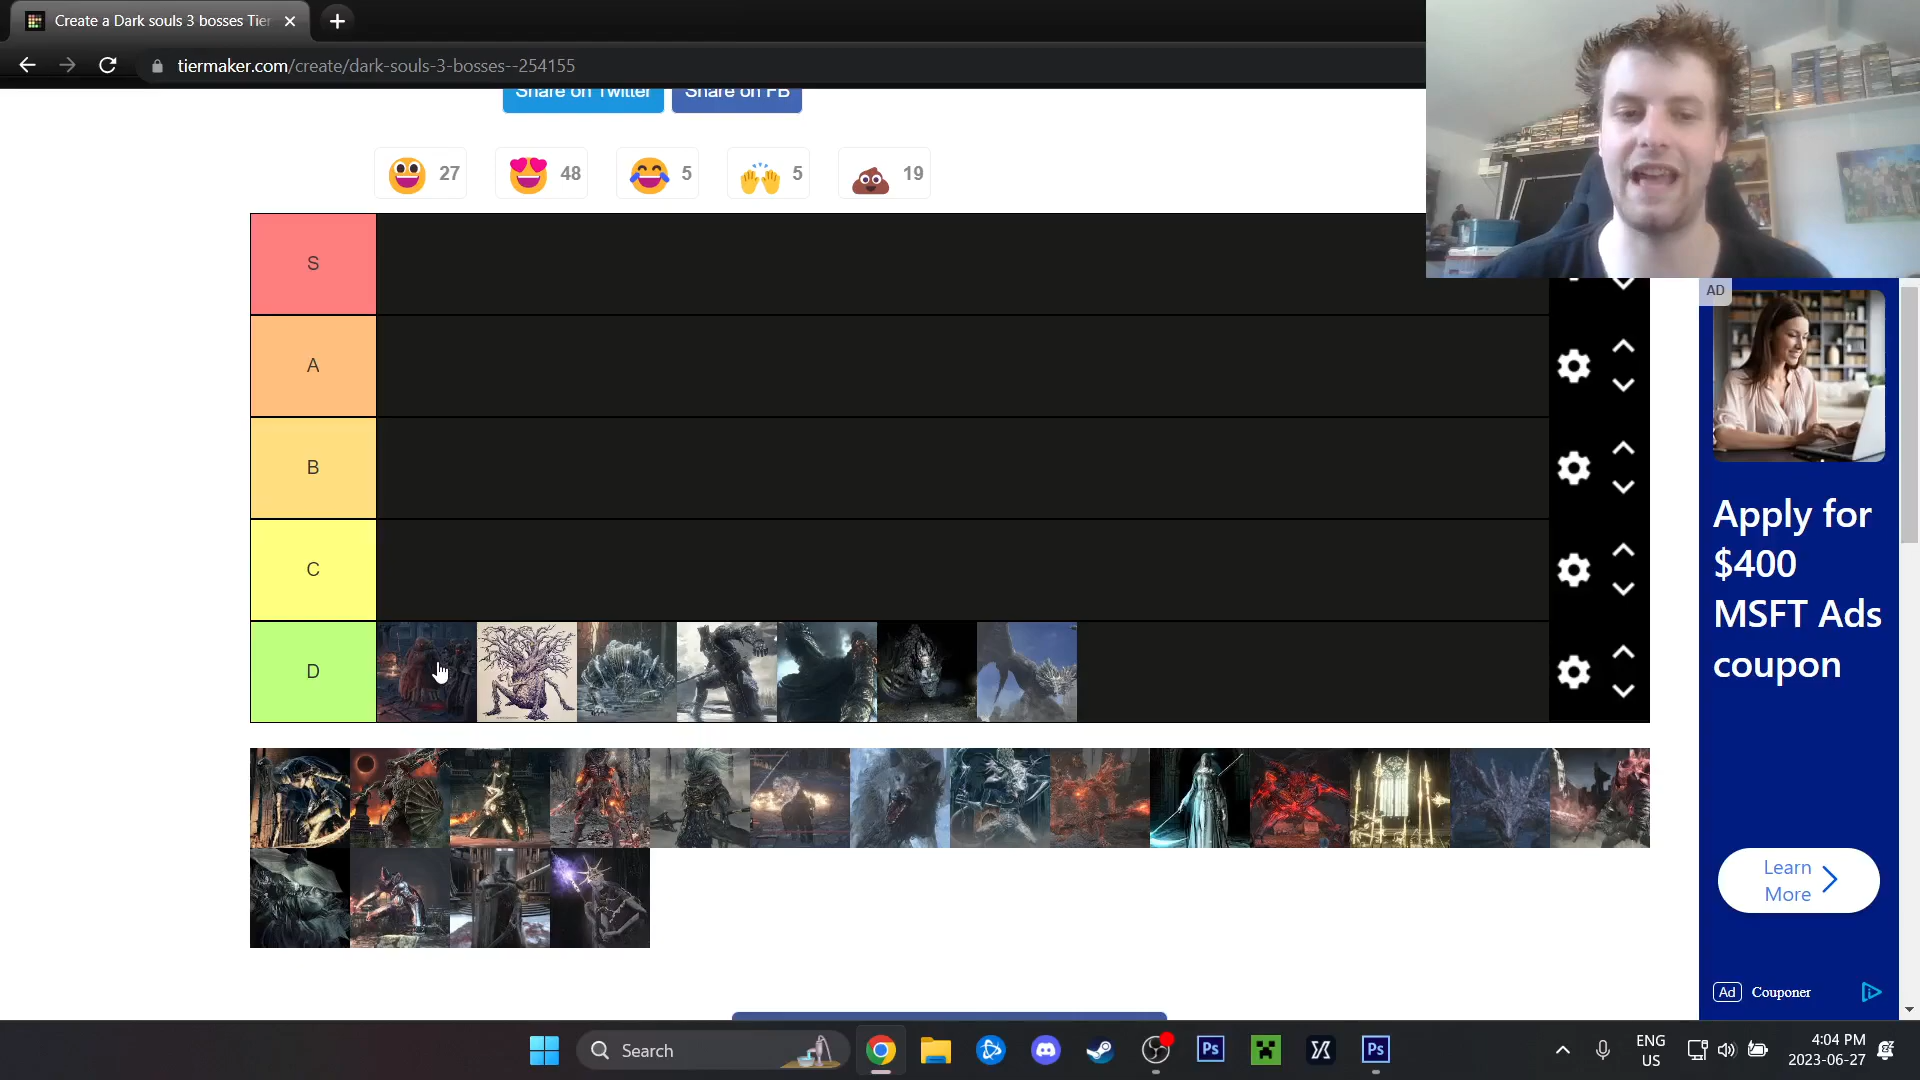 Create a Dark souls 3 bosses Tier
tiermaker.com/create/dark-souls-3-bosses--254155
Share on Twitter
Share on FB
27
48
5
5
19
S
A
B
C
D
AD
Apply for
$400
MSFT Ads
coupon
Learn
More
Ad Couponer
Search
Ps
Ps
ENG
US
4:04 PM
2023-06-27